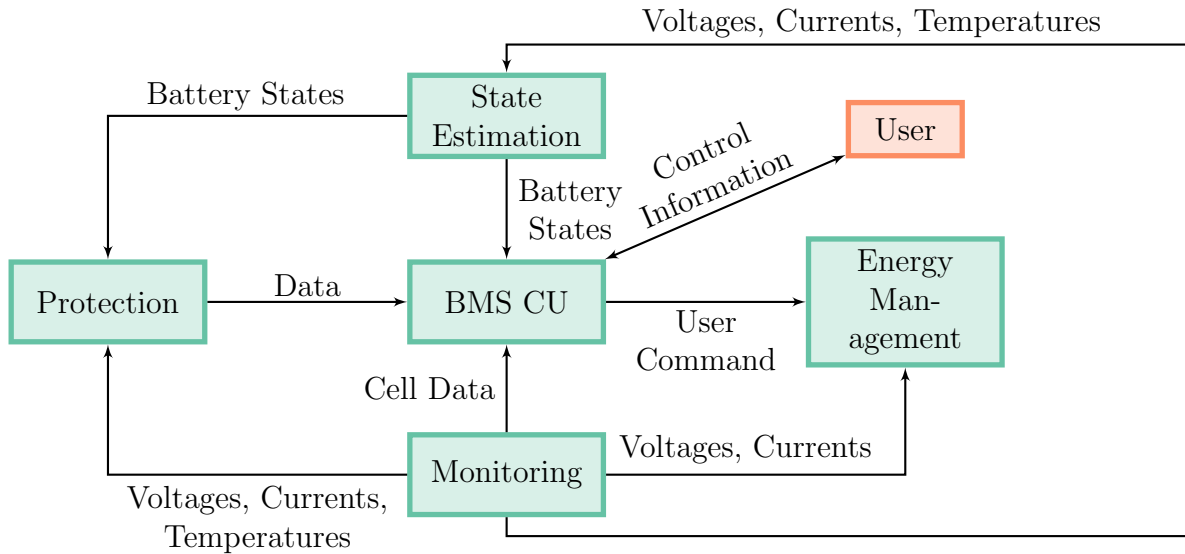 Voltages, Currents, Temperatures
State
Estimation
Battery States
User
Control
Information
Battery
States
Protection
Data
BMS CU
User
Command
Energy
Man-
agement
Cell Data
Monitoring
Voltages, Currents
Voltages, Currents,
Temperatures